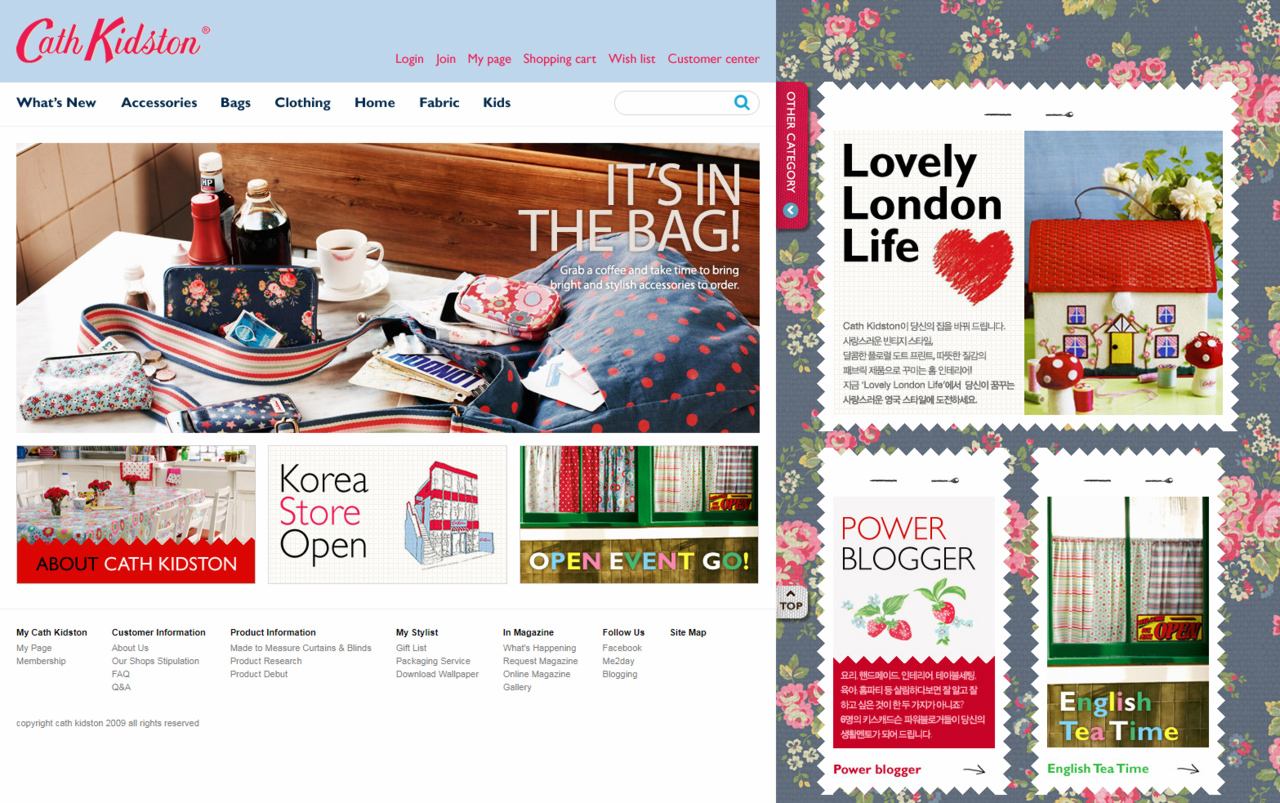 Cath Kidston®
Login Join My page Shopping cart Wish list Customer center
What's New Accessories Bags Clothing Home Fabric Kids
IT'S IN
THE BAG!
Grab a coffee and take time to bring
bright and stylish accessories to order.
HP
ABOUT CATH KIDSTON
Korea
Store
Open
OPEN
OPEN EVENT GO!
My Cath Kidston
My Page
Membership
Customer Information
About Us
Our Shops Stipulation
FAQ
Q&A
Product Information
Made to Measure Curtains & Blinds
Product Research
Product Debut
My Stylist
Gift List
Packaging Service
Download Wallpaper
In Magazine
What's Happening
Request Magazine
Online Magazine
Gallery
Follow Us
Facebook
Me2day
Blogging
Site Map
copyright cath kidston 2009 all rights reserved
OTHER CATEGORY
TOP
Lovely
London
Life
Cath Kidston이 당신의 집을 바꿔 드립니다.
사랑스러운 빈티지 스타일,
달콤한 플로럴 도트 프린트, 따뜻한 질감의
패브릭 제품으로 꾸미는 홈 인테리어!
지금 'Lovely London Life'에서 당신이 꿈꾸는
사랑스러운 영국 스타일에 도전하세요.
POWER
BLOGGER
요리, 핸드메이드, 인테리어, 테이블세팅,
육아, 홈파티 등 살림하다보면 잘 알고 잘
하고 싶은 것이 한 두 가지가 아니죠?
6명의 키스캐드슨 파워블로거들이 당신의
생활멘토가 되어 드립니다.
Power blogger
OPEN
English
Tea Time
English Tea Time